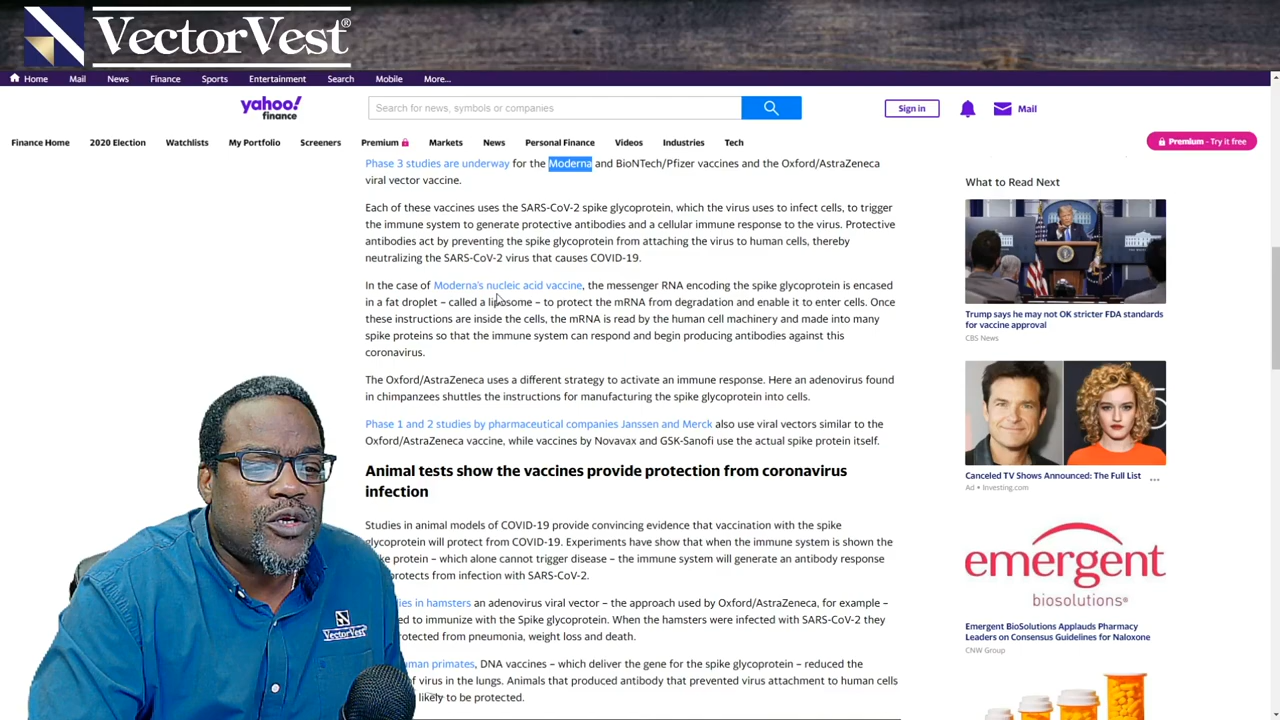 VectorVest®
Home Mail News Finance Sports Entertainment Search Mobile More...
yahoo!
finance
Search for news, symbols or companies
Sign in
Mail
Finance Home 2020 Election Watchlists My Portfolio Screeners Premium Markets News Personal Finance Videos Industries Tech
Premium - Try it free
Phase 3 studies are underway for the Moderna and BioNTech/Pfizer vaccines and the Oxford/AstraZeneca
viral vector vaccine.
Each of these vaccines uses the SARS-CoV-2 spike glycoprotein, which the virus uses to infect cells, to trigger
the immune system to generate protective antibodies and a cellular immune response to the virus. Protective
antibodies act by preventing the spike glycoprotein from attaching the virus to human cells, thereby
neutralizing the SARS-CoV-2 virus that causes COVID-19.
In the case of Moderna's nucleic acid vaccine, the messenger RNA encoding the spike glycoprotein is encased
in a fat droplet – called a liposome – to protect the mRNA from degradation and enable it to enter cells. Once
these instructions are inside the cells, the mRNA is read by the human cell machinery and made into many
spike proteins so that the immune system can respond and begin producing antibodies against this
coronavirus.
The Oxford/AstraZeneca uses a different strategy to activate an immune response. Here an adenovirus found
in chimpanzees shuttles the instructions for manufacturing the spike glycoprotein into cells.
Phase 1 and 2 studies by pharmaceutical companies Janssen and Merck also use viral vectors similar to the
Oxford/AstraZeneca vaccine, while vaccines by Novavax and GSK-Sanofi use the actual spike protein itself.
Animal tests show the vaccines provide protection from coronavirus
infection
Studies in animal models of COVID-19 provide convincing evidence that vaccination with the spike
glycoprotein will protect from COVID-19. Experiments have show that when the immune system is shown the
protein – which alone cannot trigger disease – the immune system will generate an antibody response
protects from infection with SARS-CoV-2.
in hamsters an adenovirus viral vector – the approach used by Oxford/AstraZeneca, for example –
to immunize with the Spike glycoprotein. When the hamsters were infected with SARS-CoV-2 they
from pneumonia, weight loss and death.
primates, DNA vaccines – which deliver the gene for the spike glycoprotein – reduced the
of virus in the lungs. Animals that produced antibody that prevented virus attachment to human cells
likely to be protected.
What to Read Next
Trump says he may not OK stricter FDA standards
for vaccine approval
CBS News
Canceled TV Shows Announced: The Full List
Ad • Investing.com
emergent
biosolutions®
Emergent BioSolutions Applauds Pharmacy
Leaders on Consensus Guidelines for Naloxone
CNW Group
VectorVest